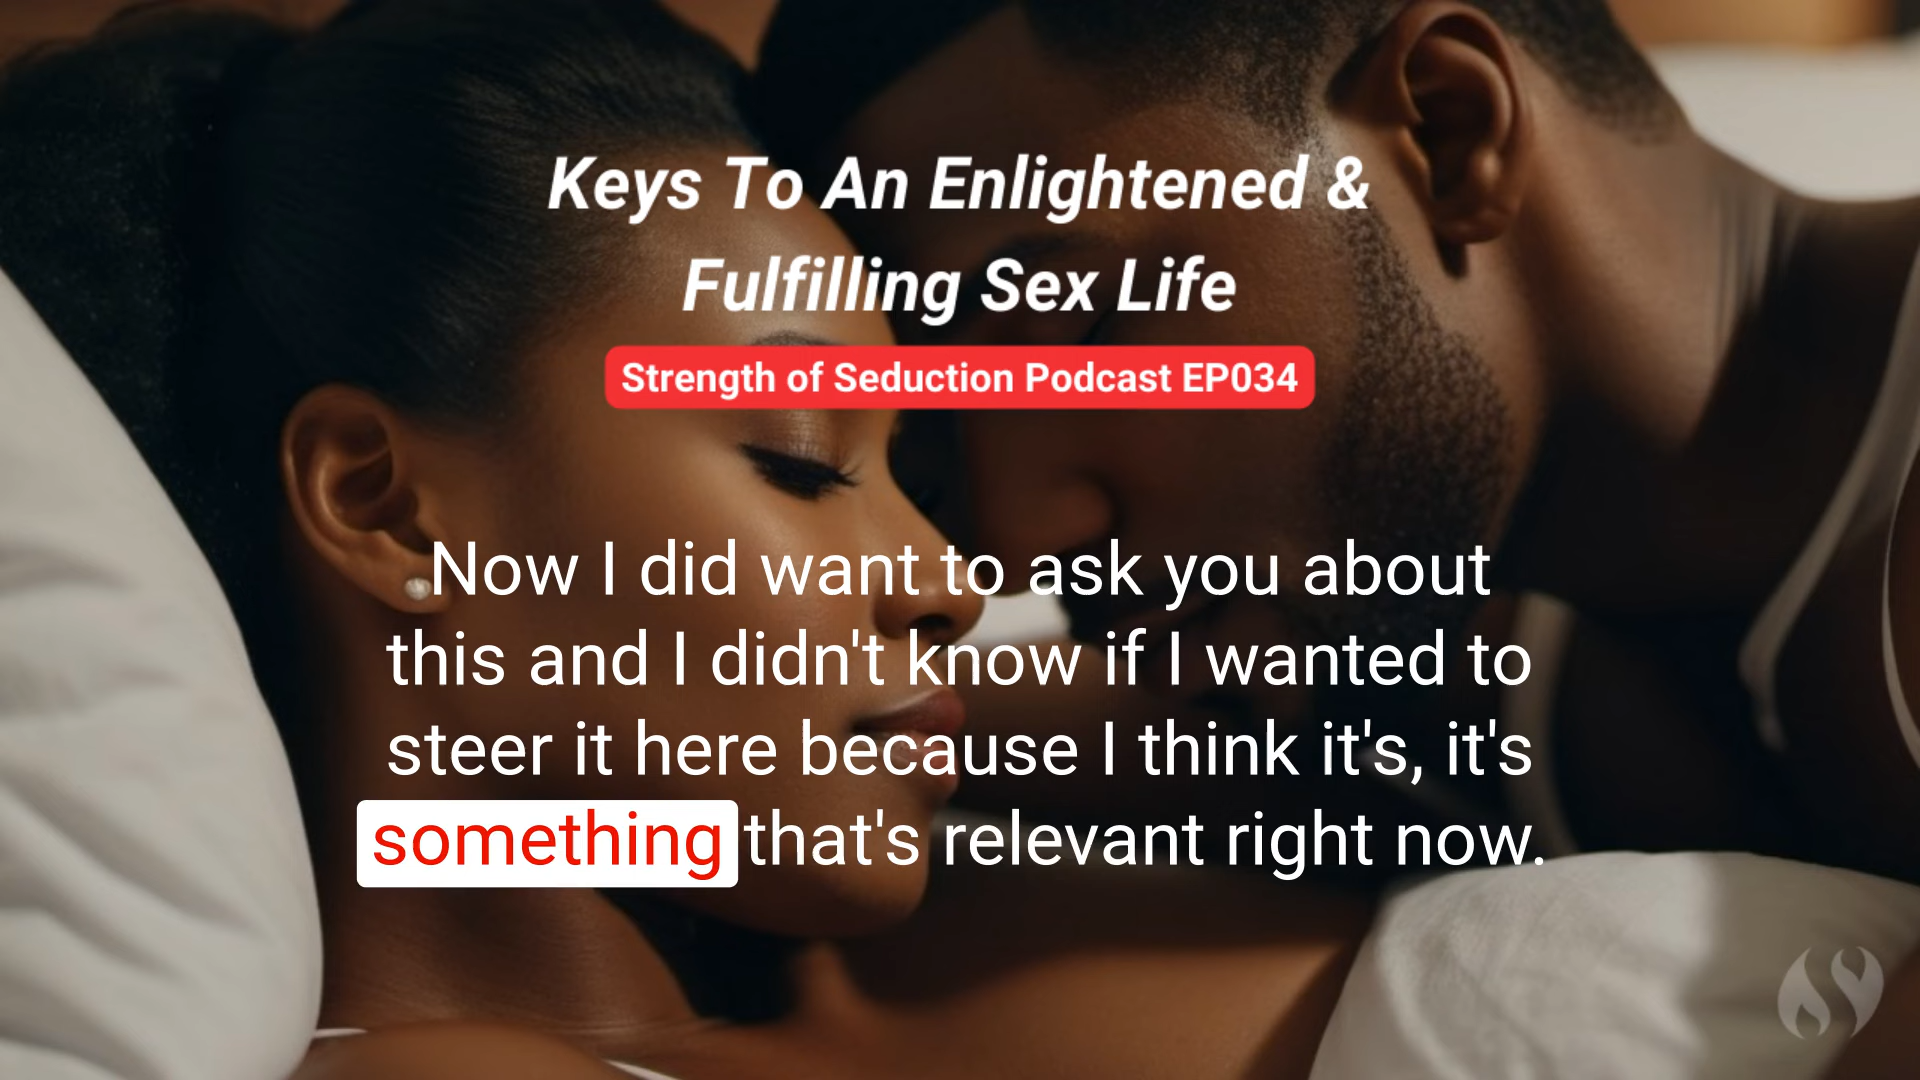 Keys To An Enlightened &
Fulfilling Sex Life
Strength of Seduction Podcast EP034
Now I did want to ask you about
this and I didn't know if I wanted to
steer it here because I think it's, it's
something that's relevant right now.